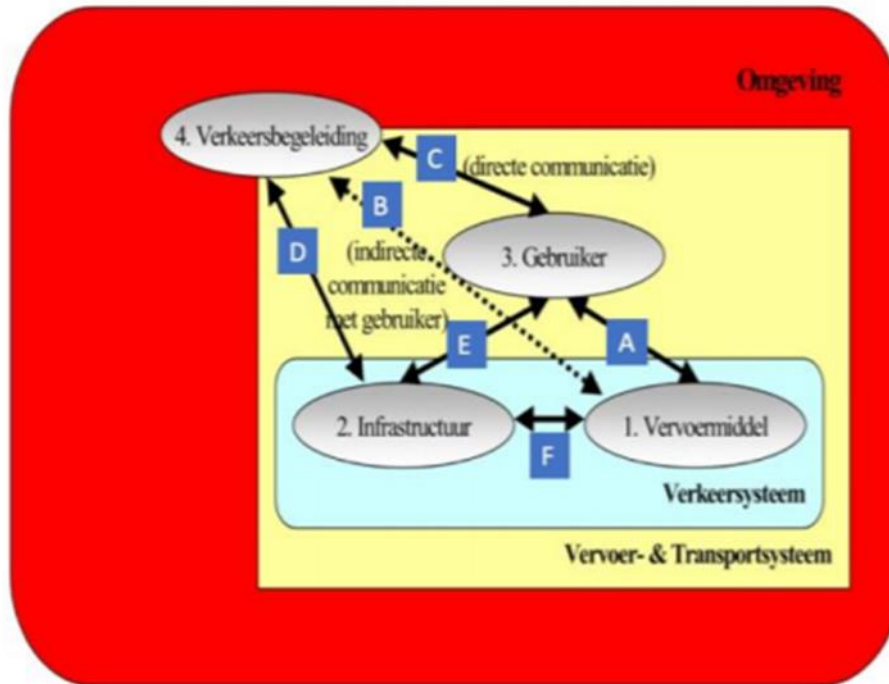 Omgeving
4. Verkeersbegeleiding
C
(directe communicatie)
B
D
(indirecte
communicatie
met gebruiker)
3. Gebruiker
E
A
2. Infrastructuur
F
1. Vervoermiddel
Verkeersysteem
Vervoer- & Transportsysteem